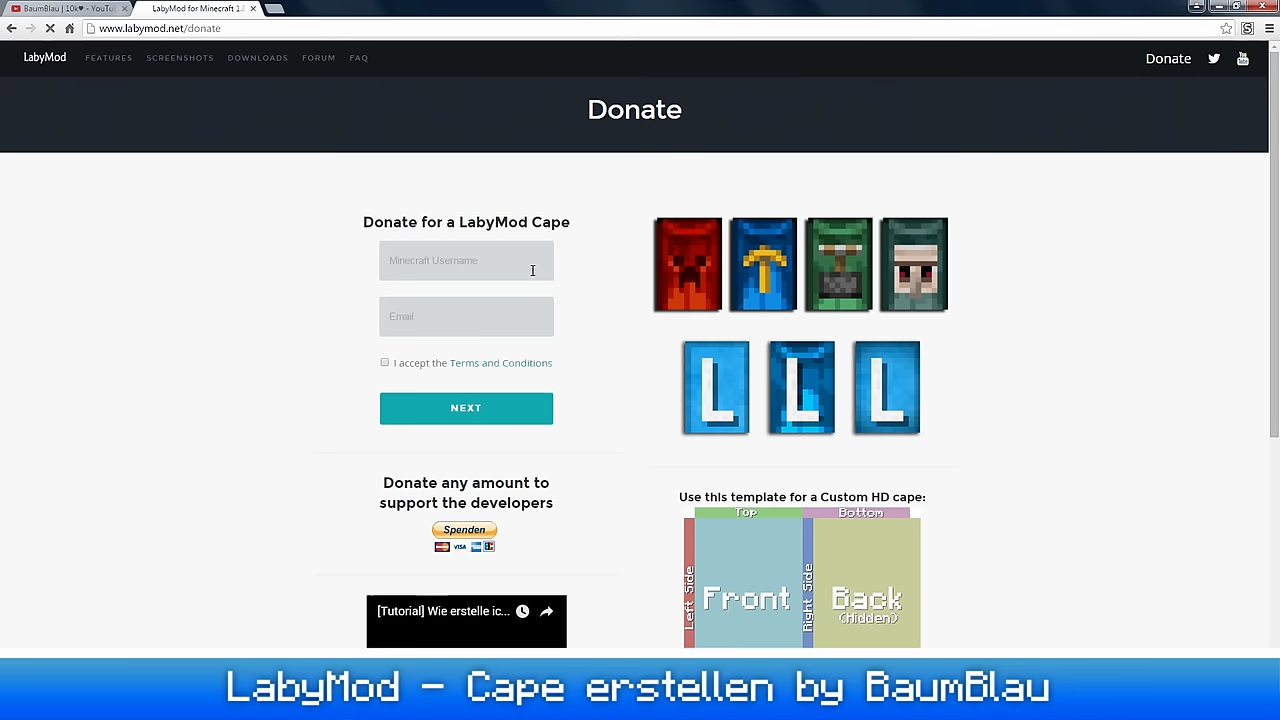 BaumBlau | 10k♥ - YouTu
LabyMod for Minecraft 1.8
www.labymod.net/donate
LabyMod FEATURES SCREENSHOTS DOWNLOADS FORUM FAQ Donate
Donate
Donate for a LabyMod Cape
Minecraft Username
Email
I accept the Terms and Conditions
NEXT
Donate any amount to
support the developers
Spenden
VISA
[Tutorial] Wie erstelle ic...
L L L
Use this template for a Custom HD cape:
Top Bottom
Left Side
Front
Right Side
Back
(Hidden)
LabyMod - Cape erstellen by BaumBlau